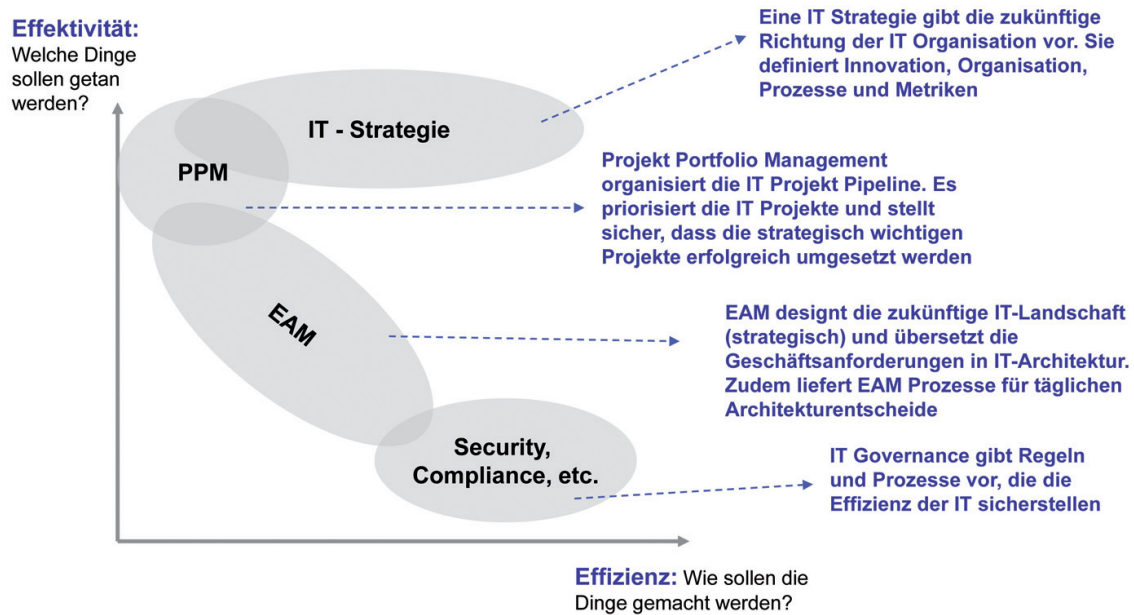 Effektivität:
Welche Dinge
sollen getan
werden?
Eine IT Strategie gibt die zukünftige
Richtung der IT Organisation vor. Sie
definiert Innovation, Organisation,
Prozesse und Metriken
IT - Strategie
PPM
Projekt Portfolio Management
organisiert die IT Projekt Pipeline. Es
priorisiert die IT Projekte und stellt
sicher, dass die strategisch wichtigen
Projekte erfolgreich umgesetzt werden
EAM
EAM designt die zukünftige IT-Landschaft
(strategisch) und übersetzt die
Geschäftsanforderungen in IT-Architektur.
Zudem liefert EAM Prozesse für täglichen
Architekturentscheide
Security,
Compliance, etc.
IT Governance gibt Regeln
und Prozesse vor, die die
Effizienz der IT sicherstellen
Effizienz: Wie sollen die
Dinge gemacht werden?